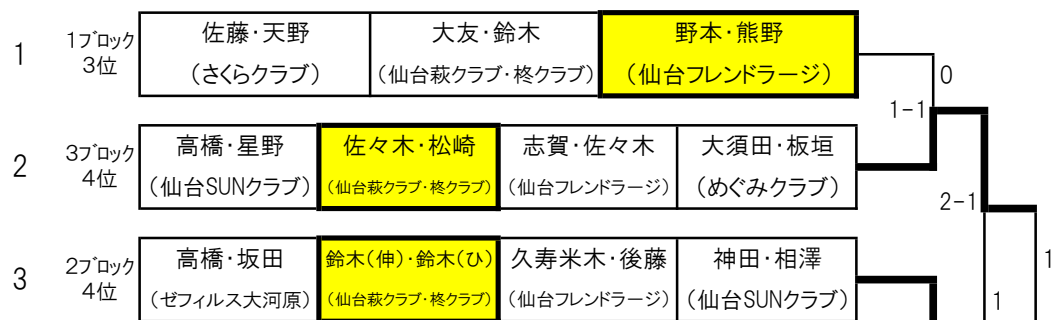 1
1ブロック
3位
佐藤・天野
(さくらクラブ)
大友・鈴木
(仙台萩クラブ・柊クラブ)
野本・熊野
(仙台フレンドラージ)
0
1-1
2
3ブロック
4位
高橋・星野
(仙台SUNクラブ)
佐々木・松崎
(仙台萩クラブ・柊クラブ)
志賀・佐々木
(仙台フレンドラージ)
大須田・板垣
(めぐみクラブ)
2-1
3
2ブロック
4位
高橋・坂田
(ゼフィルス大河原)
鈴木(伸)・鈴木(ひ)
(仙台萩クラブ・柊クラブ)
久寿米木・後藤
(仙台フレンドラージ)
神田・相澤
(仙台SUNクラブ)
1
1